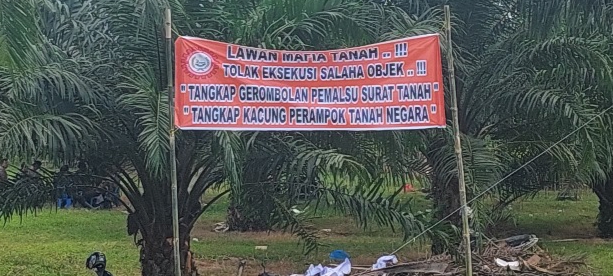 LAWAN MAFIA TANAH .. !!!
TOLAK EKSEKUSI SALAHA OBJEK .. !!!
" TANGKAP GEROMBOLAN PEMALSU SURAT TANAH "
" TANGKAP KACUNG PERAMPOK TANAH NEGARA "